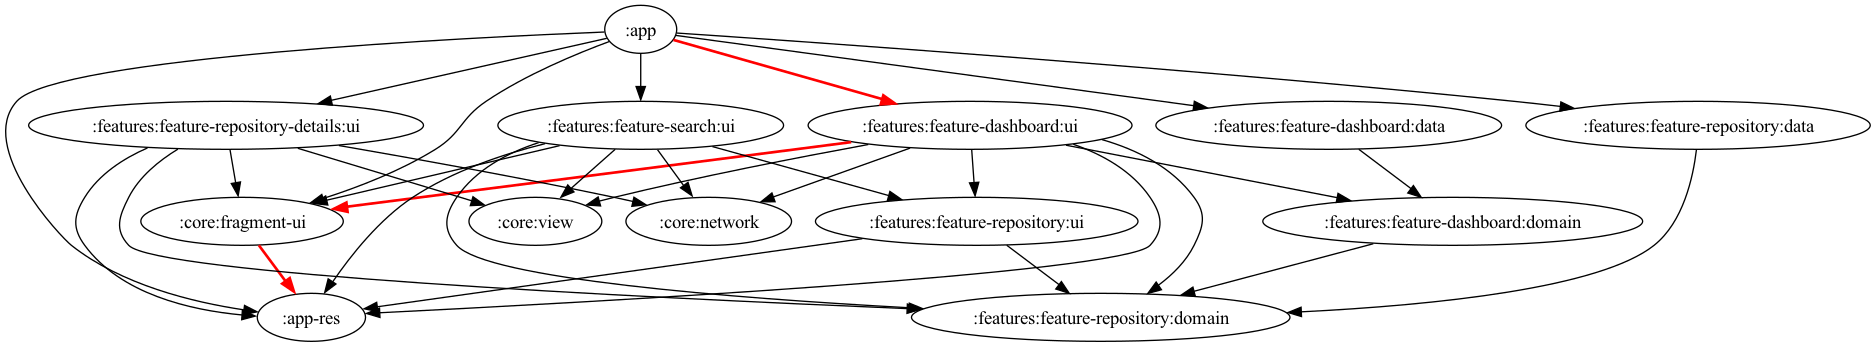 :app
:features:feature-repository-details:ui
:features:feature-search:ui
:features:feature-dashboard:ui
:features:feature-dashboard:data
:features:feature-repository:data
:core:fragment-ui
:core:view
:core:network
:features:feature-repository:ui
:features:feature-dashboard:domain
:app-res
:features:feature-repository:domain